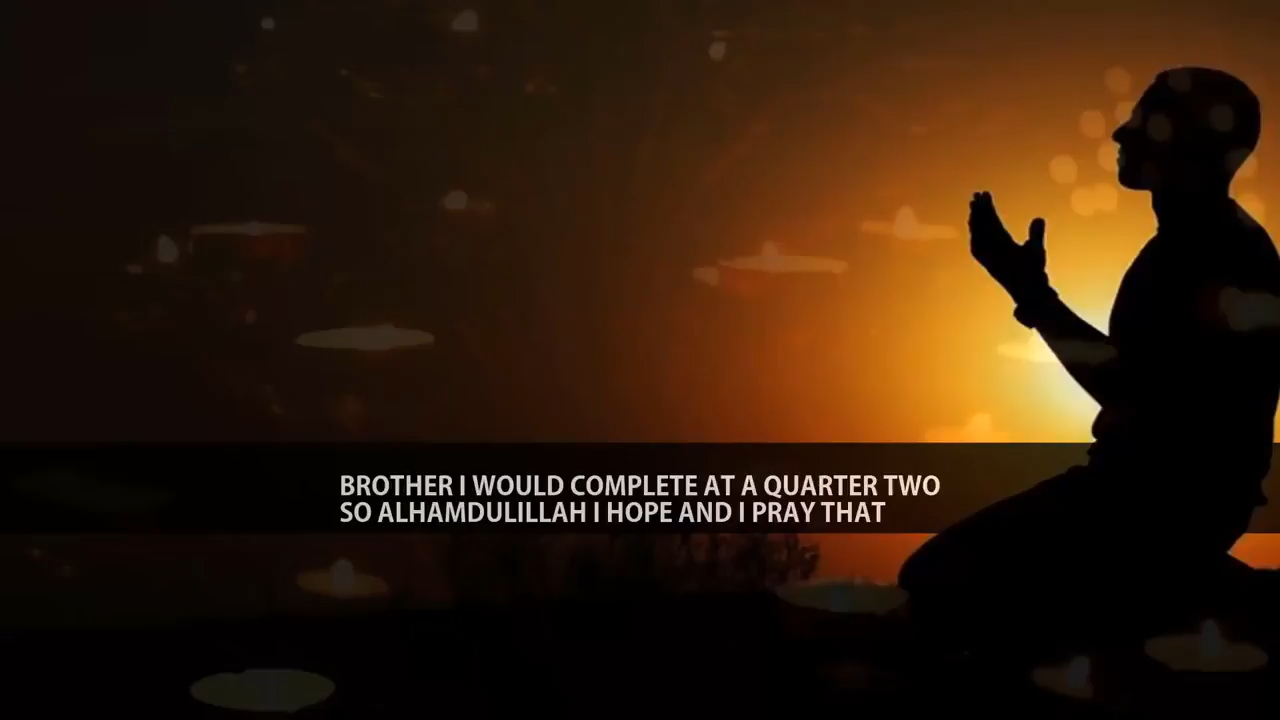 BROTHER I WOULD COMPLETE AT A QUARTER TWO
SO ALHAMDULILLAH I HOPE AND I PRAY THAT